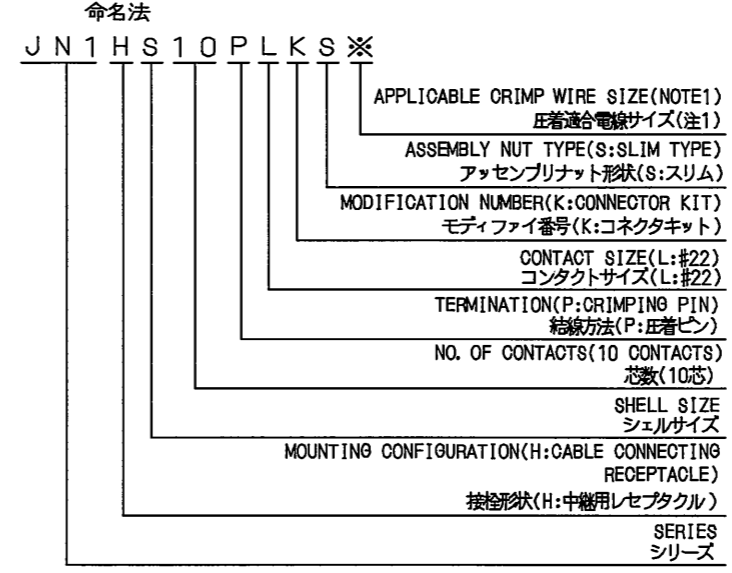 命名法
JN1HS10PLKS※
APPLICABLE CRIMP WIRE SIZE(NOTE1)
圧着適合電線サイズ(注1)
ASSEMBLY NUT TYPE(S:SLIM TYPE)
アッセンブリナット形状(S:スリム)
MODIFICATION NUMBER(K:CONNECTOR KIT)
モディファイ番号(K:コネクタキット)
CONTACT SIZE(L:#22)
コンタクトサイズ(L:#22)
TERMINATION(P:CRIMPING PIN)
結線方法(P:圧着ピン)
NO. OF CONTACTS(10 CONTACTS)
芯数(10芯)
SHELL SIZE
シェルサイズ
MOUNTING CONFIGURATION(H:CABLE CONNECTING
RECEPTACLE)
接栓形状(H:中継用レセプタクル)
SERIES
シリーズ